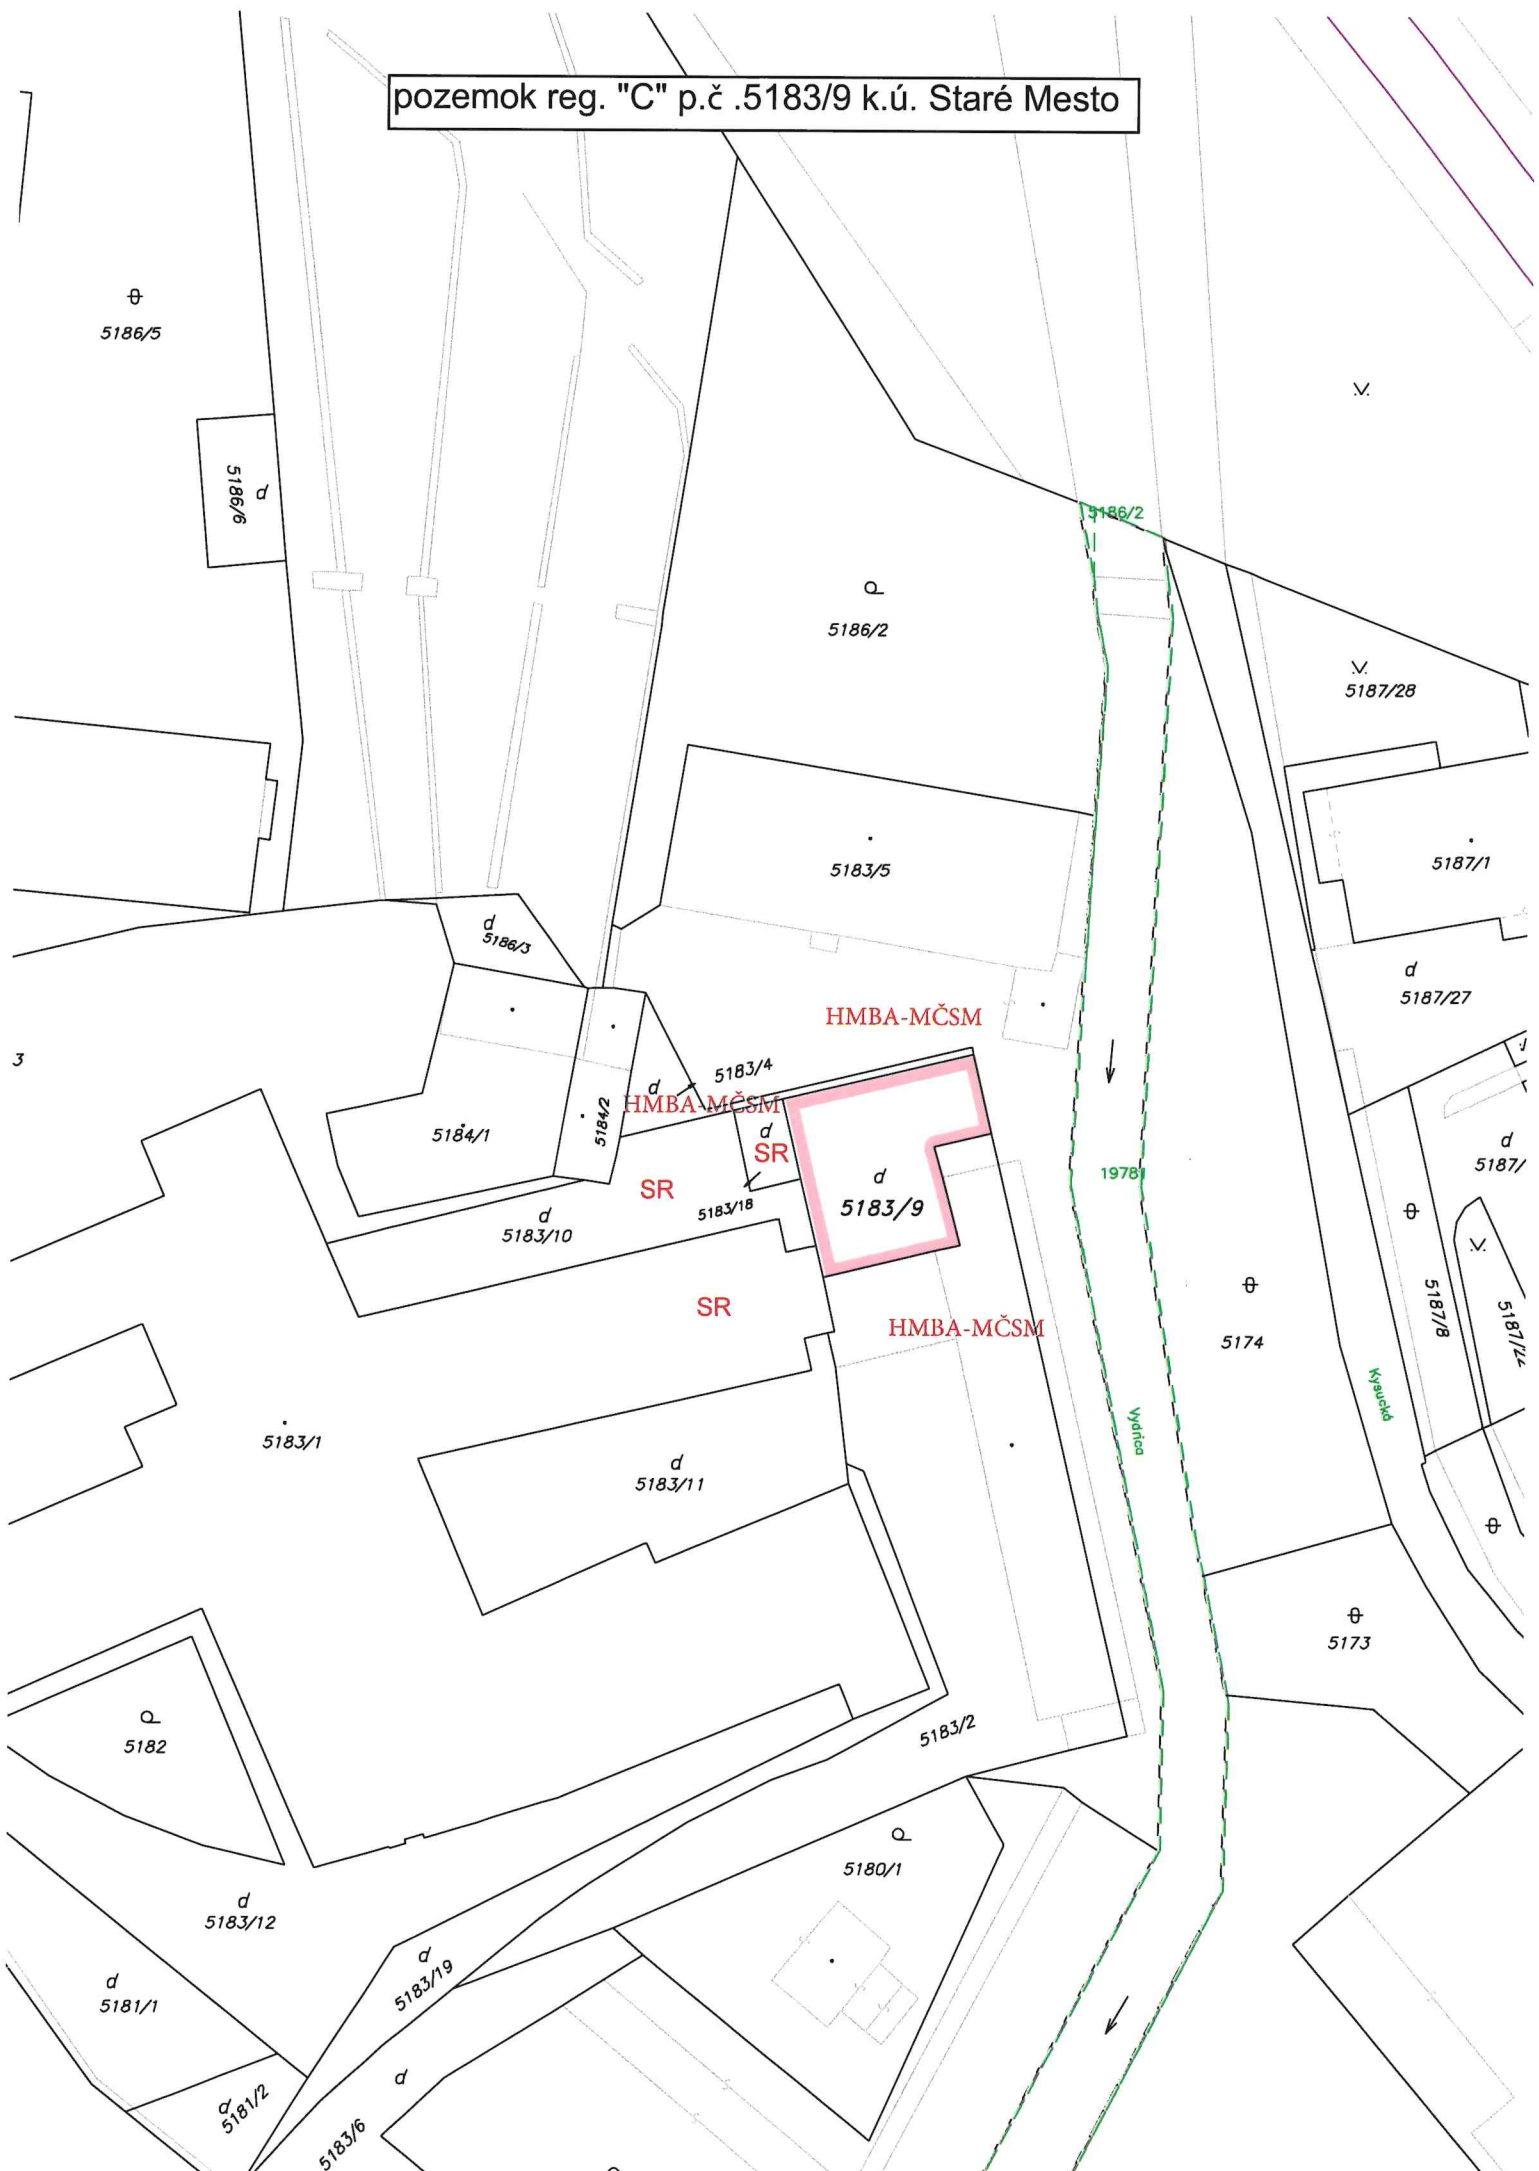 pozemok reg. "C" p.č .5183/9 k.ú. Staré Mesto
5186/5
5186/6
d
5186/2
5186/2
5187/28
5183/5
5187/1
d
5186/3
d
5187/27
HMBA-MČSM
3
5183/4
d
HMBA-MČSM
5184/1
5184/2
d
SR
d
5187/
1978
SR
d
5183/9
5183/18
d
5183/10
SR
HMBA-MČSM
5174
5187/8
Kysucká
Vydrica
5183/1
d
5183/11
5173
5182
5183/2
5180/1
d
5183/12
d
5183/19
d
5181/1
d
5181/2
d
5183/6